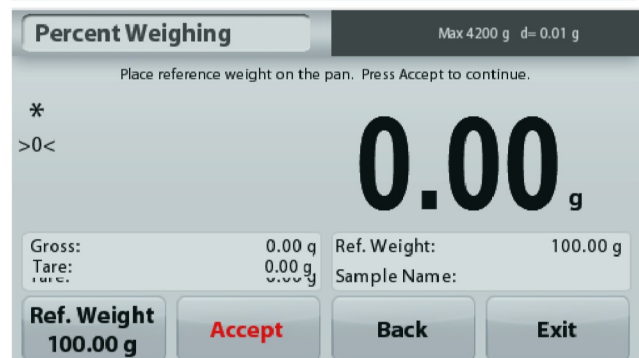 Percent Weighing
Max 4200 g d= 0.01 g
Place reference weight on the pan. Press Accept to continue.
*
>0<
0.00 g
Gross: 0.00 g
Tare: 0.00 g
Ref. Weight: 100.00 g
Sample Name:
Ref. Weight
100.00 g
Accept
Back
Exit